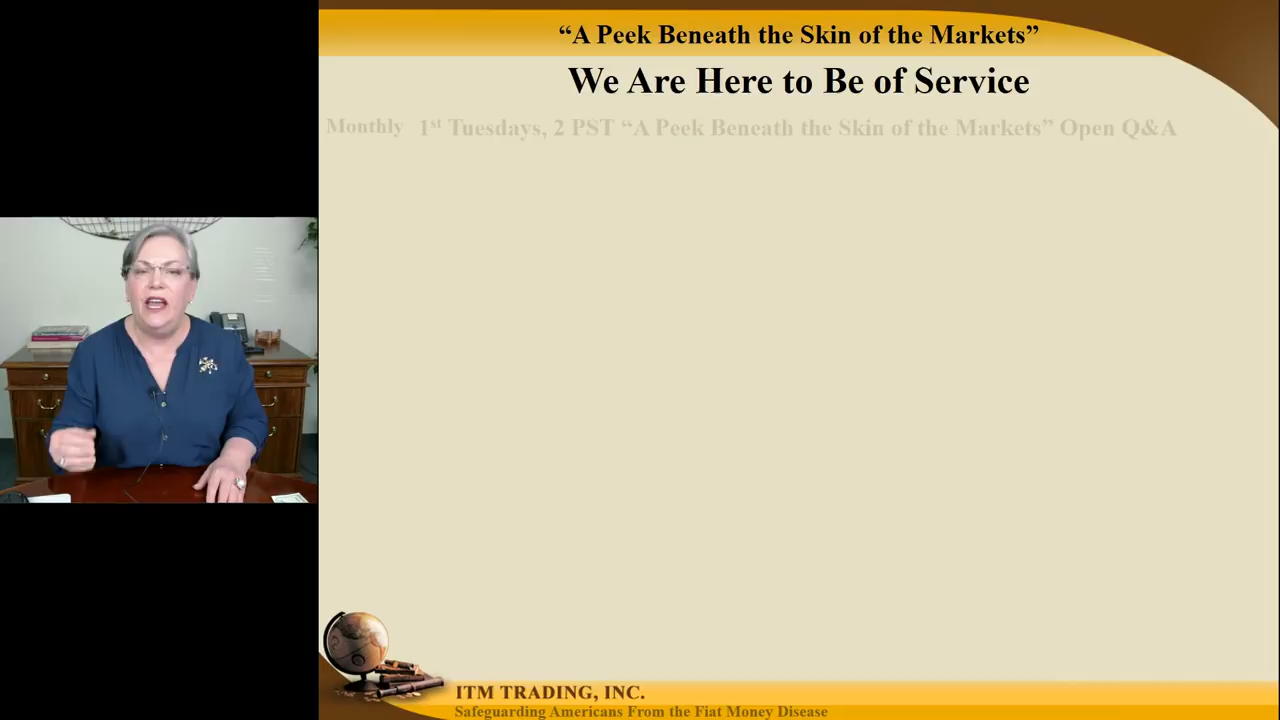 “A Peek Beneath the Skin of the Markets”
We Are Here to Be of Service
Monthly 1st Tuesdays, 2 PST “A Peek Beneath the Skin of the Markets” Open Q&A
ITM TRADING, INC.
Safeguarding Americans From the Fiat Money Disease